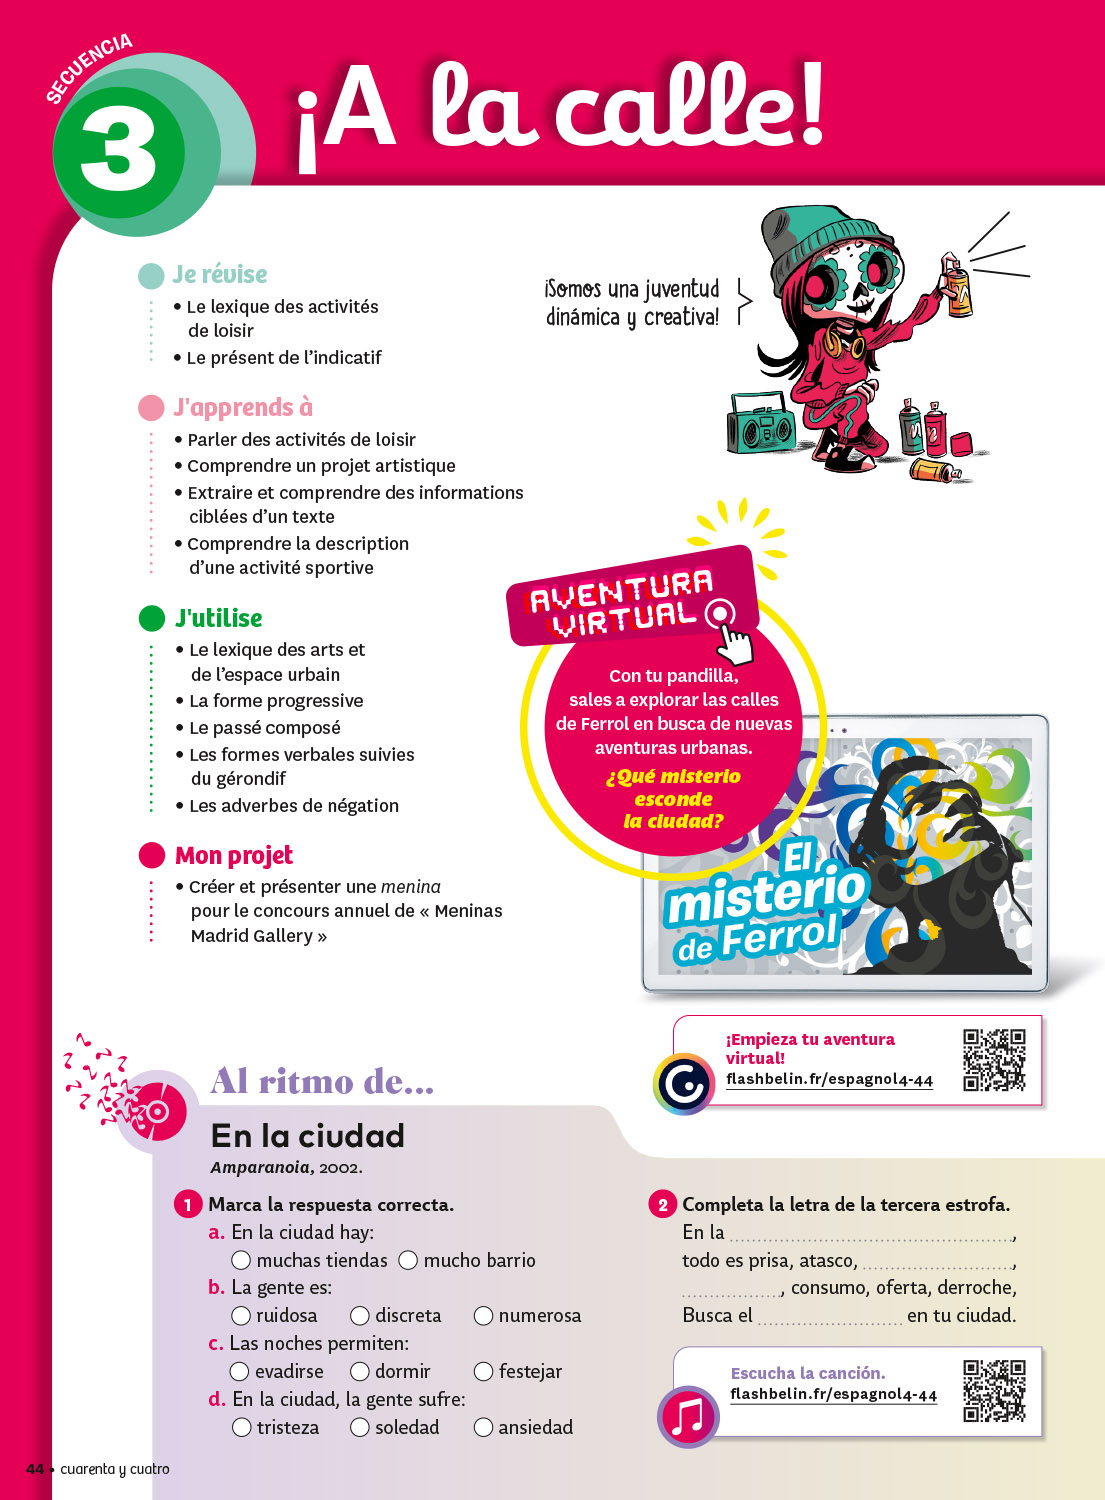 SECUENCIA
3
¡A la calle!
Je révise
• Le lexique des activités
de loisir
• Le présent de l'indicatif
J'apprends à
• Parler des activités de loisir
• Comprendre un projet artistique
• Extraire et comprendre des informations
ciblées d'un texte
• Comprendre la description
d'une activité sportive
J'utilise
• Le lexique des arts et
de l'espace urbain
• La forme progressive
• Le passé composé
• Les formes verbales suivies
du gérondif
• Les adverbes de négation
Mon projet
• Créer et présenter une menina
pour le concours annuel de « Meninas
Madrid Gallery »
¡Somos una juventud
dinámica y creativa!
AVENTURA
VIRTUAL
Con tu pandilla,
sales a explorar las calles
de Ferrol en busca de nuevas
aventuras urbanas.
¿Qué misterio
esconde
la ciudad?
El
misterio
de Ferrol
¡Empieza tu aventura
virtual!
flashbelin.fr/espagnol4-44
Al ritmo de...
En la ciudad
Amparanoia, 2002.
1 Marca la respuesta correcta.
a. En la ciudad hay:
muchas tiendas mucho barrio
b. La gente es:
ruidosa discreta numerosa
c. Las noches permiten:
evadirse dormir festejar
d. En la ciudad, la gente sufre:
tristeza soledad ansiedad
2 Completa la letra de la tercera estrofa.
En la ................................................,
todo es prisa, atasco, ..........................,
.................., consumo, oferta, derroche,
Busca el ......................... en tu ciudad.
Escucha la canción.
flashbelin.fr/espagnol4-44
44 • cuarenta y cuatro